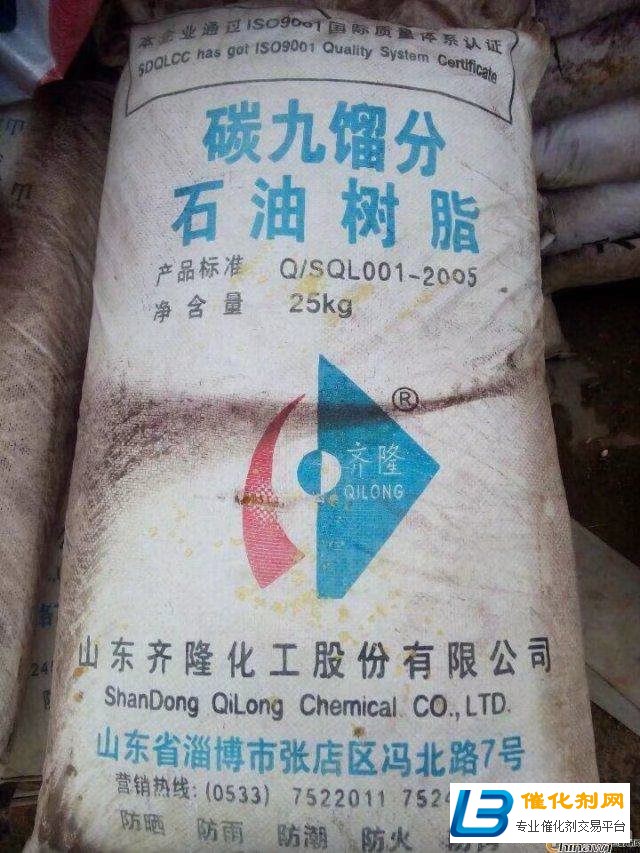 本企业通过ISO9001国际质量体系认证
SDQLCC has got ISO9001 Quality System Certificate
碳九馏分
石油树脂
产品标准 Q/SQL001-2005
净含量 25kg
®
齐隆
QILONG
山东齐隆化工股份有限公司
ShanDong QiLong Chemical CO.,LTD.
山东省淄博市张店区冯北路7号
营销热线:(0533) 7522011 752
防晒 防雨 防潮 防火
催化剂网
专业催化剂交易平台